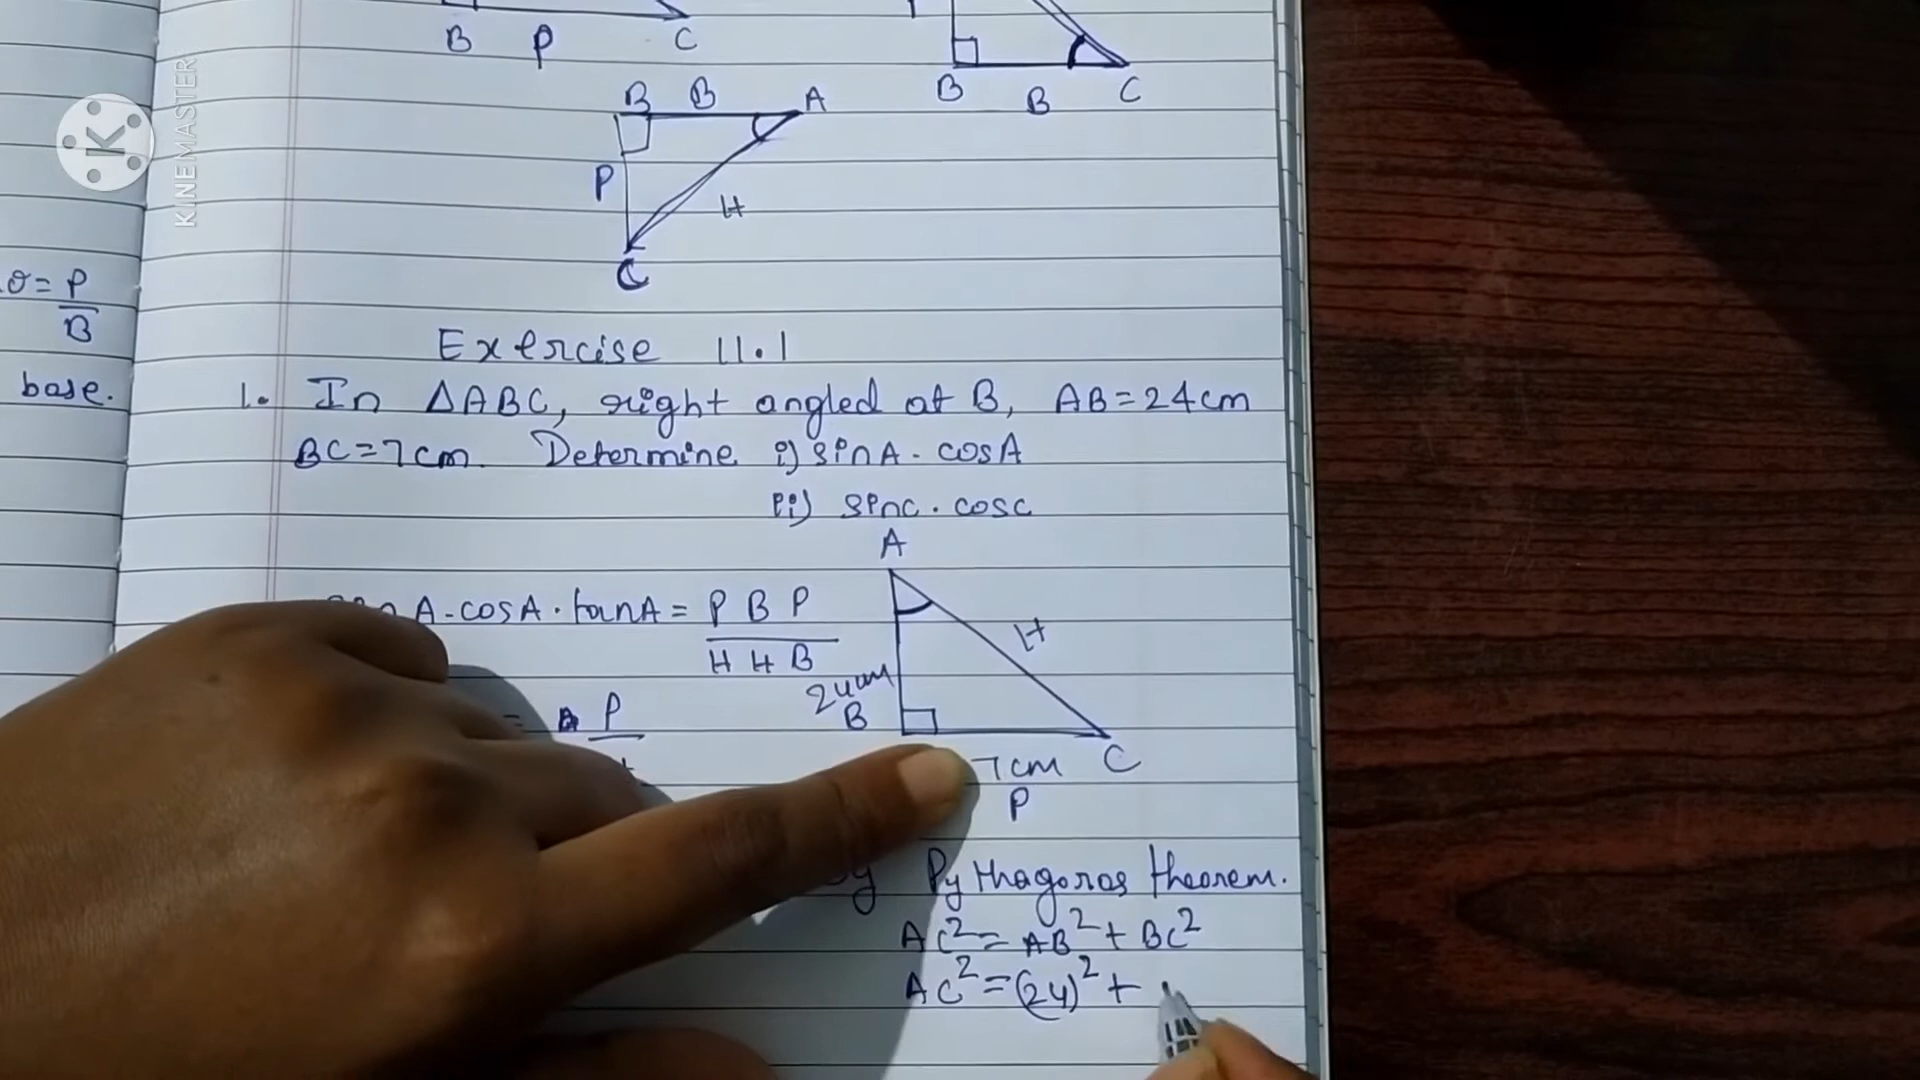 B P C
B B C
B B A
P
H
C
θ = P
B
base.
Exercise 11.1
1. In ΔABC, right angled at B, AB = 24cm
BC = 7cm. Determine i) sinA. cosA
ii) sinc. cosc
A
A. cosA. tanA = P B P
H H B
H
24cm
B
= P
7cm C
P
by Pythagoras theorem.
AC² = AB² + BC²
AC² = (24)² +
KINEMASTER